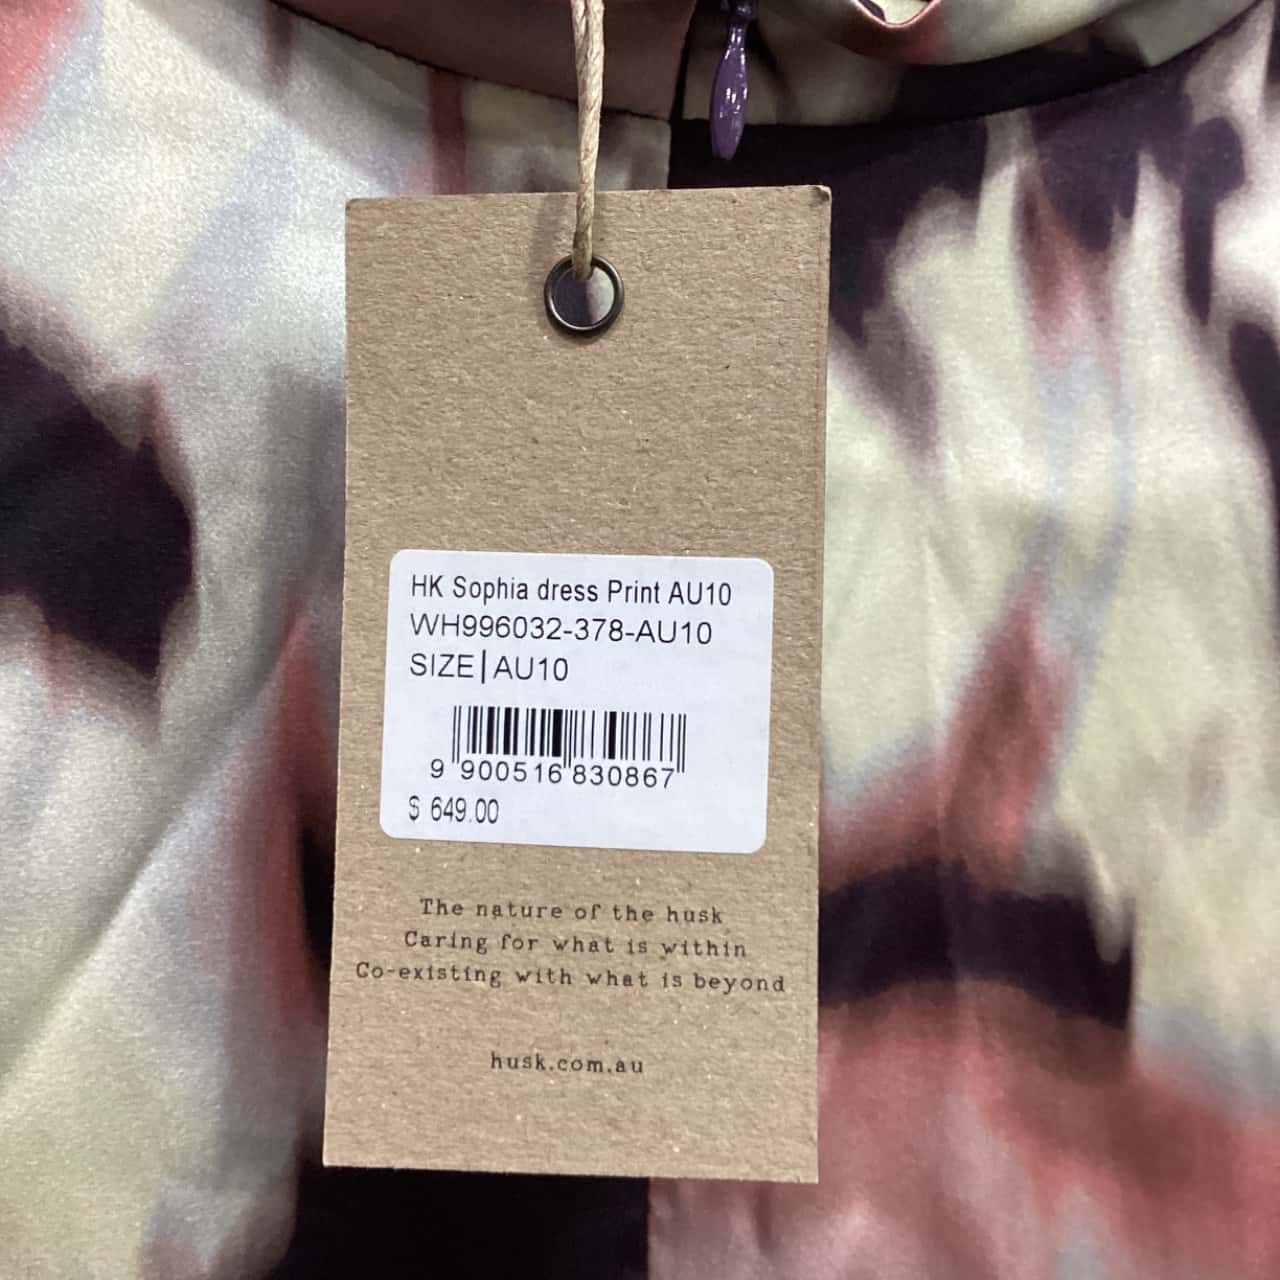 HK Sophia dress Print AU10
WH996032-378-AU10
SIZE|AU10
9 900516 830867
$ 649.00
The nature of the husk
Caring for what is within
Co-existing with what is beyond
husk.com.au